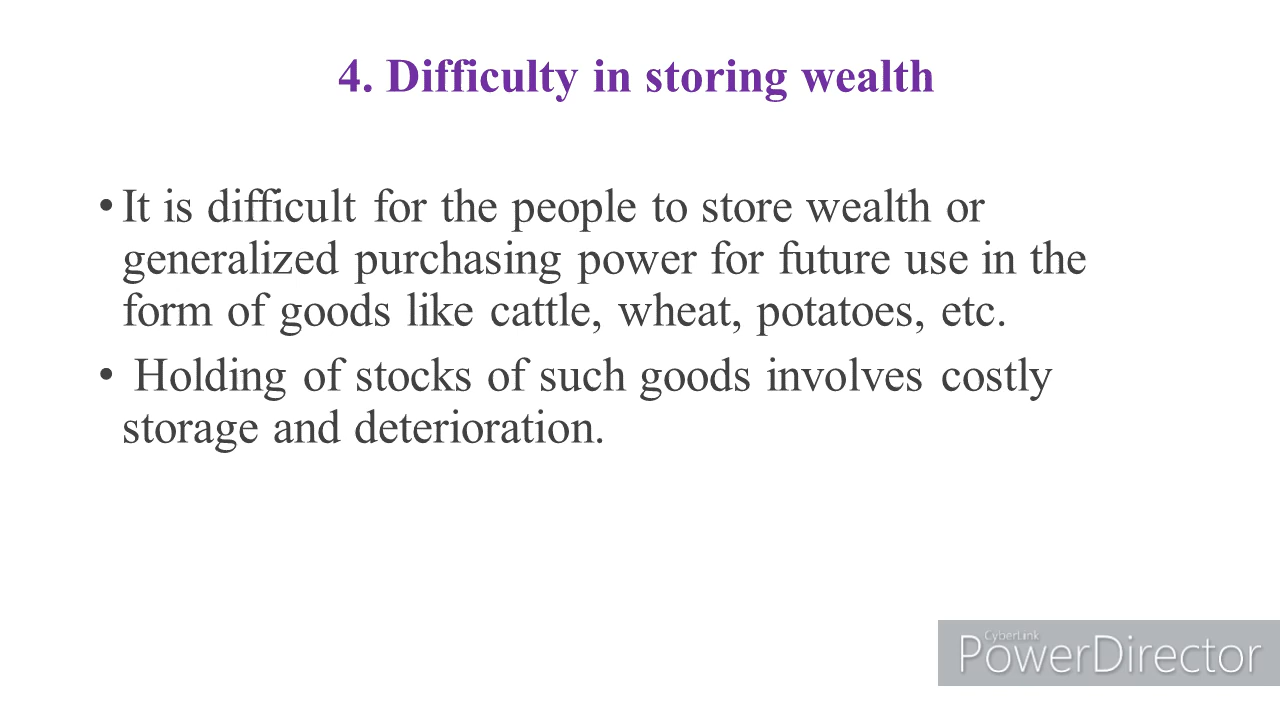 4. Difficulty in storing wealth
• It is difficult for the people to store wealth or
generalized purchasing power for future use in the
form of goods like cattle, wheat, potatoes, etc.
• Holding of stocks of such goods involves costly
storage and deterioration.
CyberLink
PowerDirector